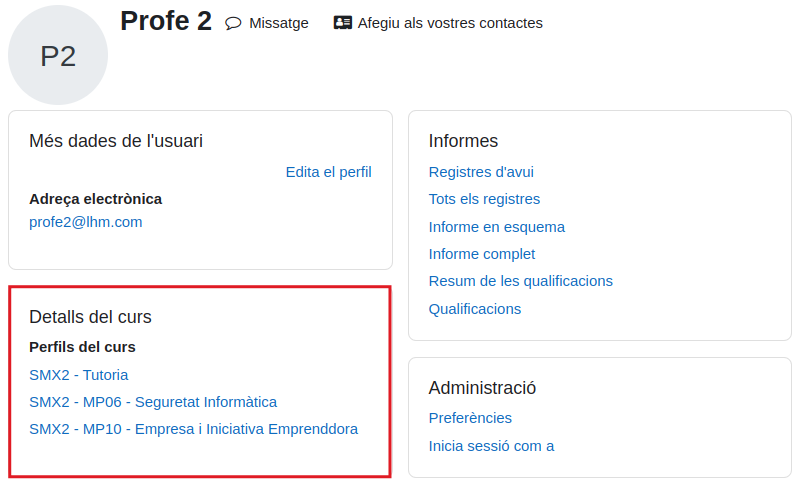 P2
Profe 2
Missatge
Afegiu als vostres contactes
Més dades de l'usuari
Edita el perfil
Adreça electrònica
profe2@lhm.com
Detalls del curs
Perfils del curs
SMX2 - Tutoria
SMX2 - MP06 - Seguretat Informàtica
SMX2 - MP10 - Empresa i Iniciativa Emprenddora
Informes
Registres d'avui
Tots els registres
Informe en esquema
Informe complet
Resum de les qualificacions
Qualificacions
Administració
Preferències
Inicia sessió com a